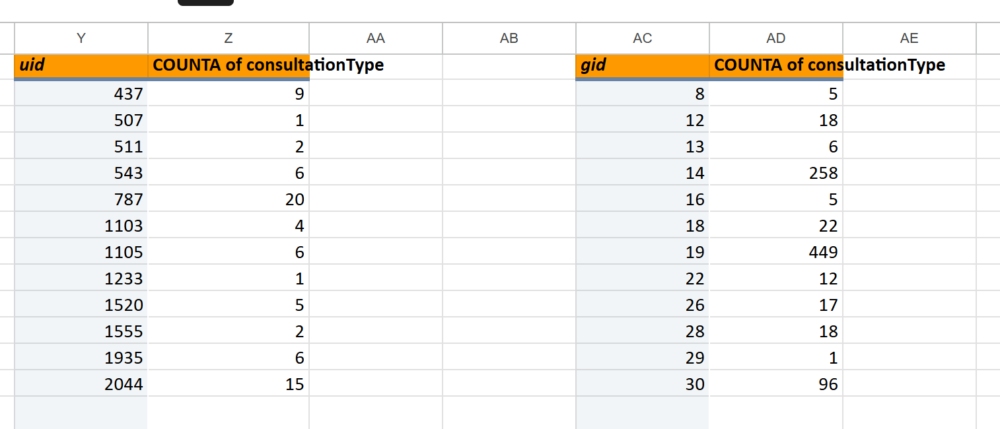 Y Z AA AB AC AD AE
uid COUNTA of consultationType gid COUNTA of consultationType
437 9 8 5
507 1 12 18
511 2 13 6
543 6 14 258
787 20 16 5
1103 4 18 22
1105 6 19 449
1233 1 22 12
1520 5 26 17
1555 2 28 18
1935 6 29 1
2044 15 30 96